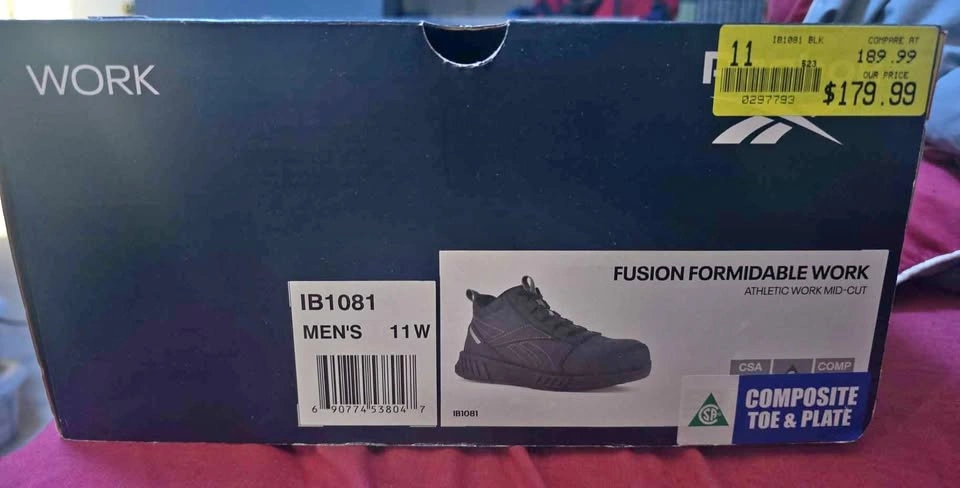 WORK
IB1081 BLK
COMPARE AT
11
$23
189.99
OUR PRICE
0297793
$179.99
FUSION FORMIDABLE WORK
ATHLETIC WORK MID-CUT
IB1081
MEN'S 11 W
6 90774 53804 7
IB1081
CSA
COMP
COMPOSITE
TOE & PLATE